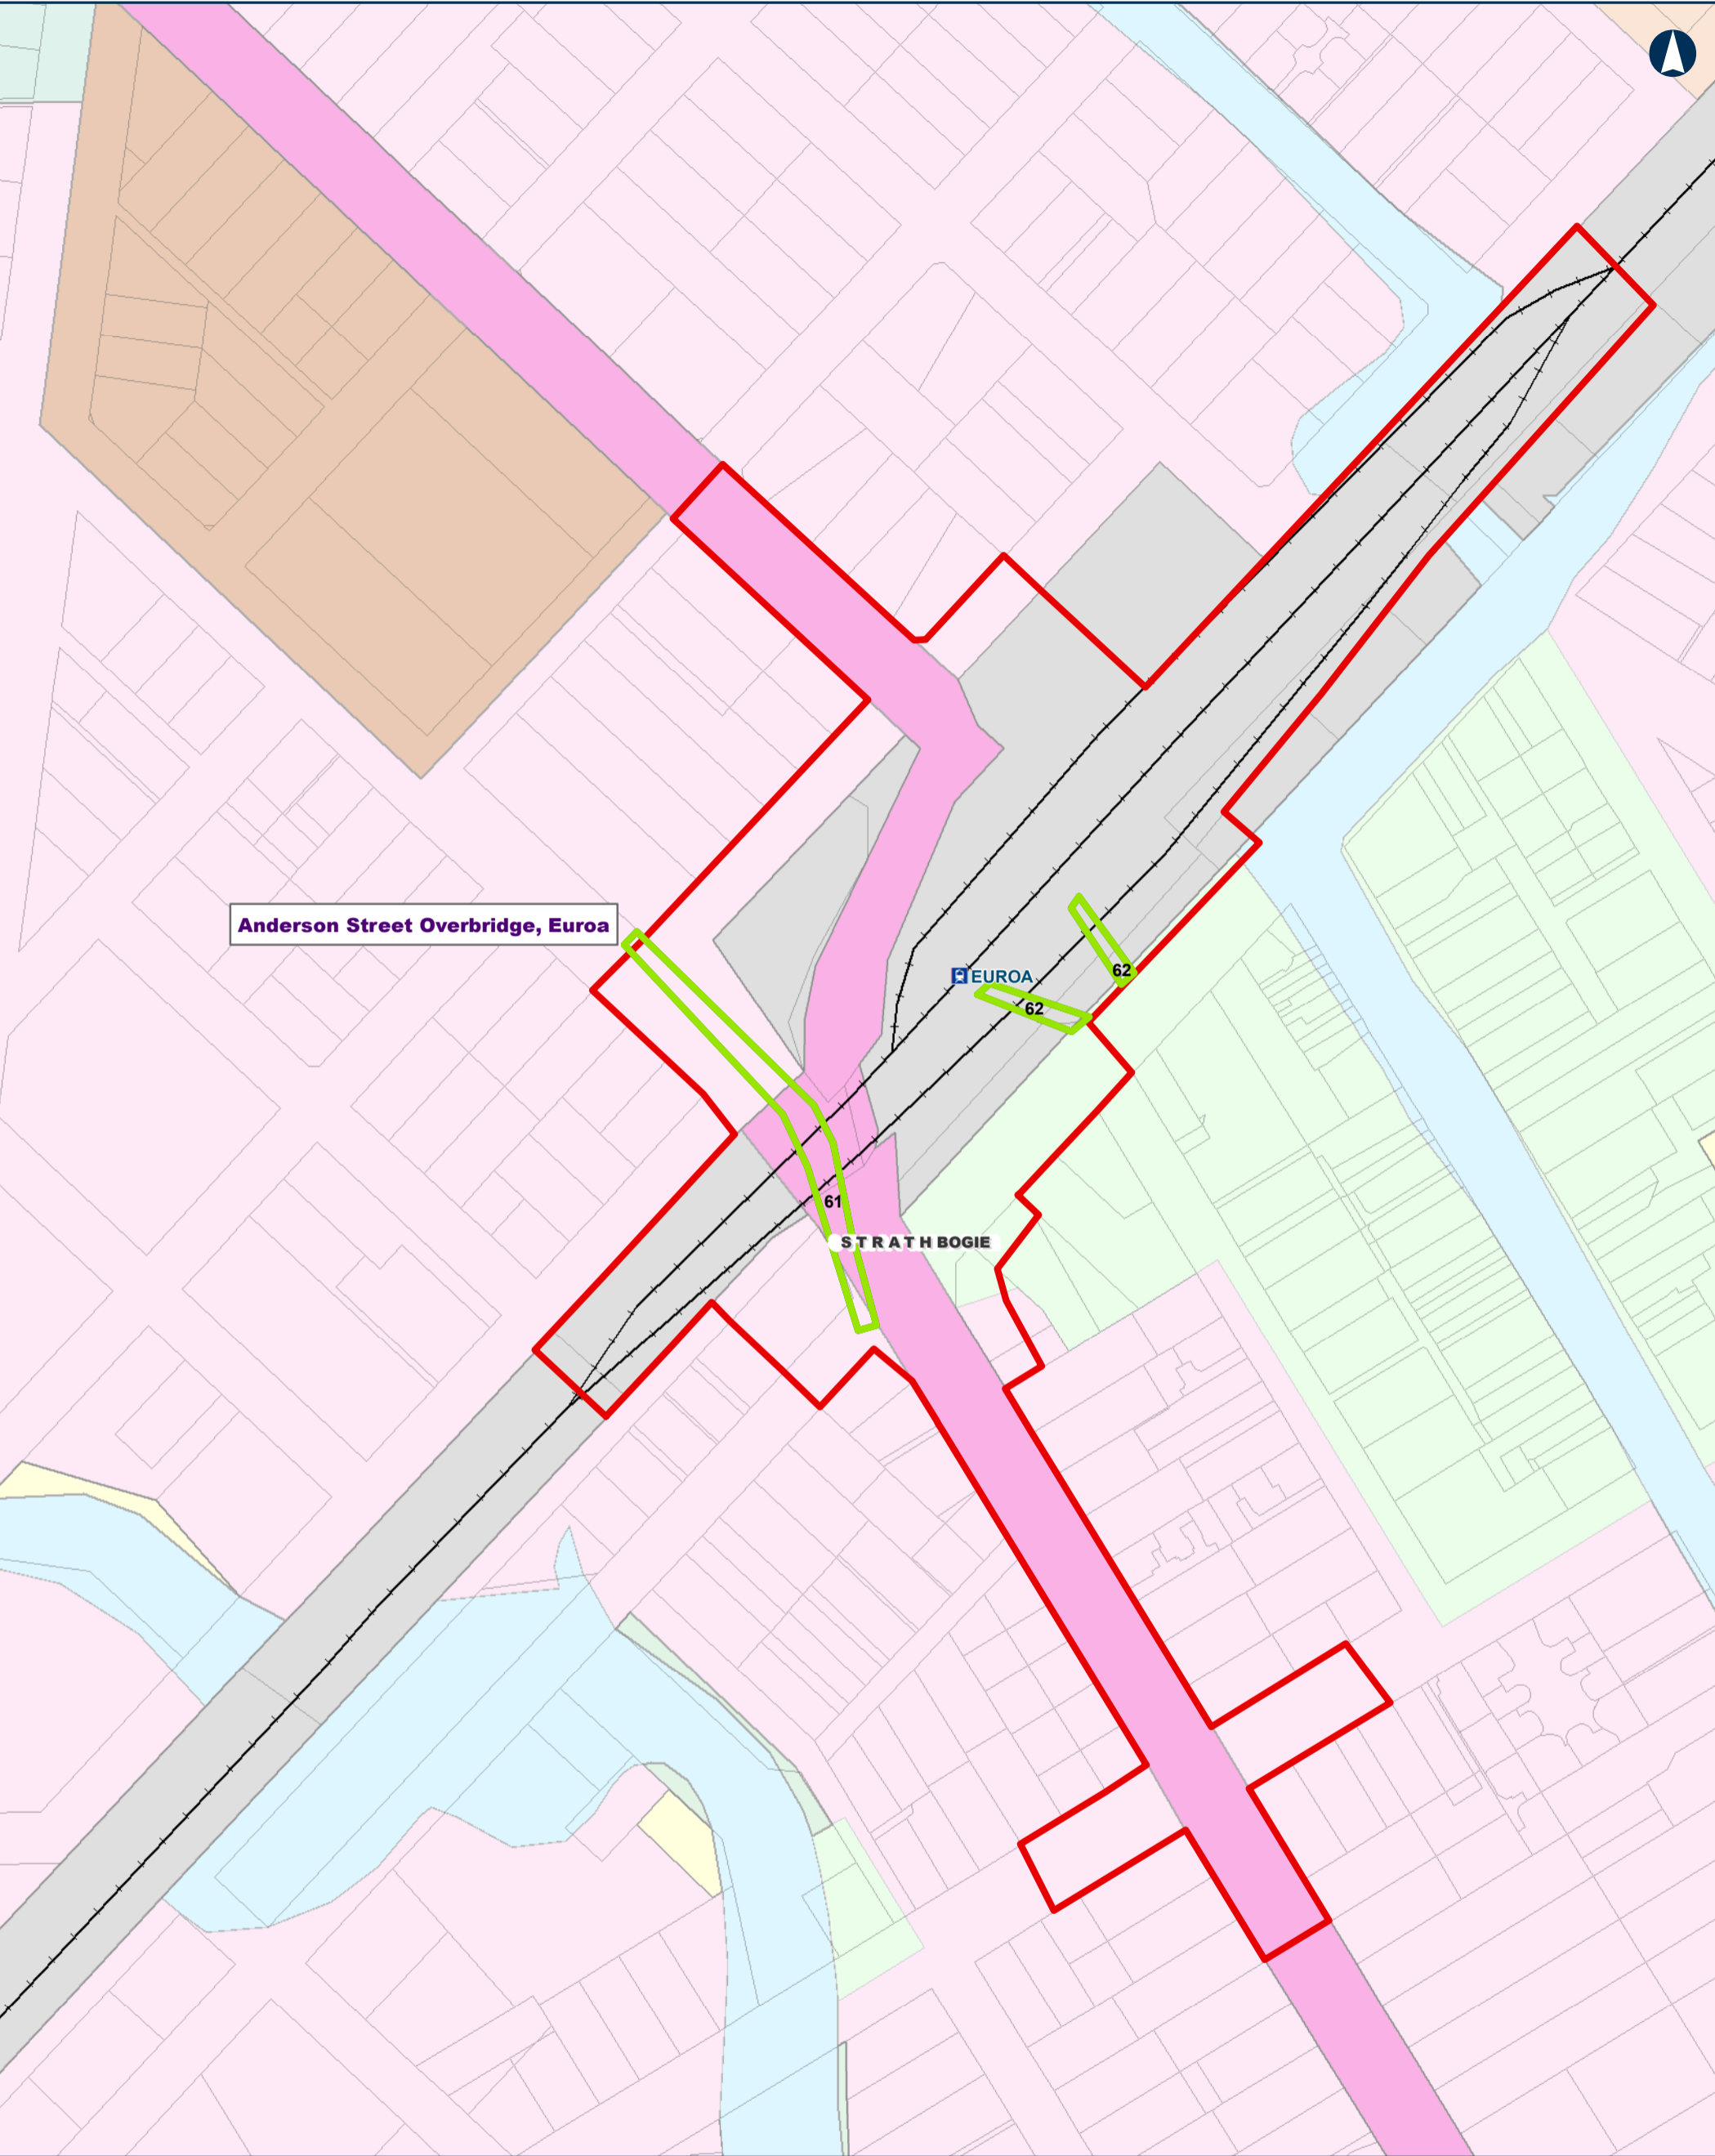 Anderson Street Overbridge, Euroa
62
EUROA
62
61
STRATHBOGIE